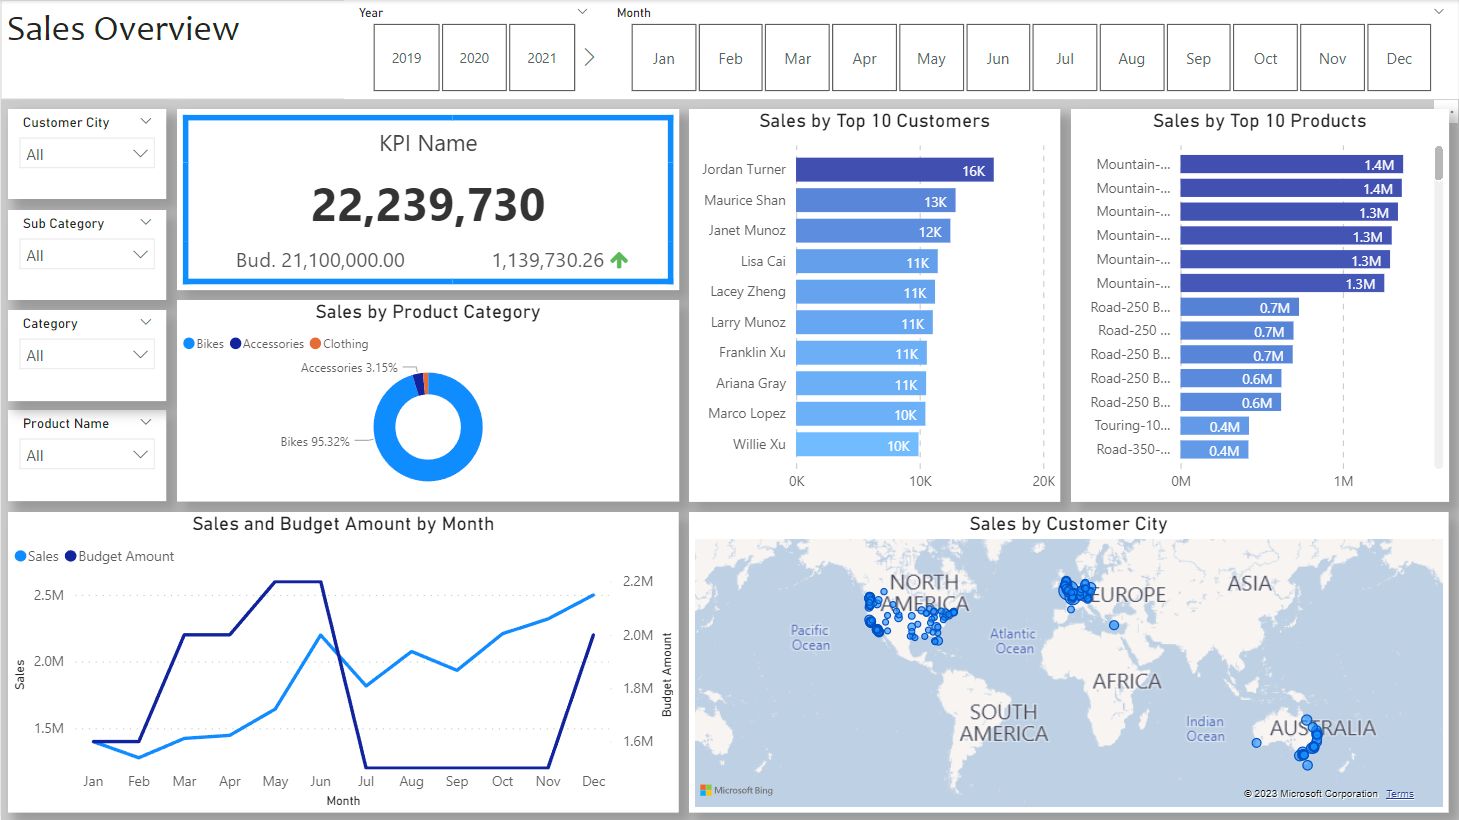 Sales Overview
Year
2019
2020
2021
Month
Jan
Feb
Mar
Apr
May
Jun
Jul
Aug
Sep
Oct
Nov
Dec
Customer City
All
Sub Category
All
Category
All
Product Name
All
KPI Name
22,239,730
Bud. 21,100,000.00
1,139,730.26
Sales by Product Category
Bikes
Accessories
Clothing
Accessories 3.15%
Bikes 95.32%
Sales by Top 10 Customers
Jordan Turner 16K
Maurice Shan 13K
Janet Munoz 12K
Lisa Cai 11K
Lacey Zheng 11K
Larry Munoz 11K
Franklin Xu 11K
Ariana Gray 11K
Marco Lopez 10K
Willie Xu 10K
0K 10K 20K
Sales by Top 10 Products
Mountain-... 1.4M
Mountain-... 1.4M
Mountain-... 1.3M
Mountain-... 1.3M
Mountain-... 1.3M
Mountain-... 1.3M
Road-250 B... 0.7M
Road-250 ... 0.7M
Road-250 B... 0.7M
Road-250 B... 0.6M
Road-250 B... 0.6M
Touring-10... 0.4M
Road-350-... 0.4M
0M 1M
Sales and Budget Amount by Month
Sales
Budget Amount
2.5M
2.0M
1.5M
Sales
2.2M
2.0M
1.8M
1.6M
Budget Amount
Jan Feb Mar Apr May Jun Jul Aug Sep Oct Nov Dec
Month
Sales by Customer City
NORTH
AMERICA
EUROPE
ASIA
Pacific
Ocean
Atlantic
Ocean
AFRICA
SOUTH
AMERICA
Indian
Ocean
AUSTRALIA
Microsoft Bing
© 2023 Microsoft Corporation Terms